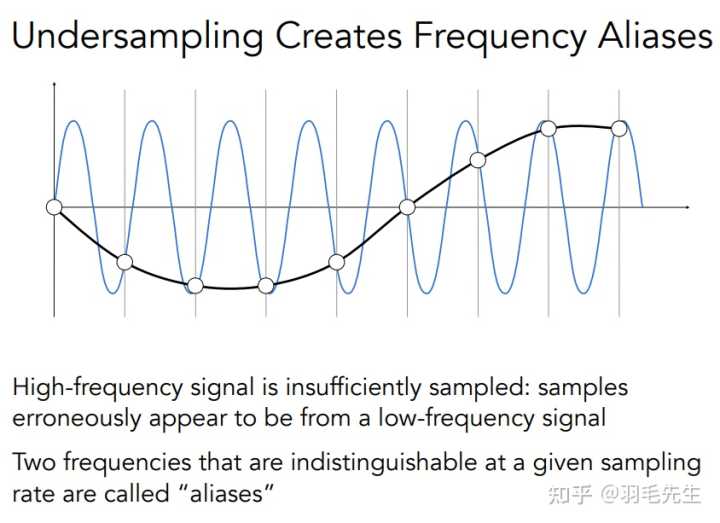 Undersampling Creates Frequency Aliases
High-frequency signal is insufficiently sampled: samples
erroneously appear to be from a low-frequency signal
Two frequencies that are indistinguishable at a given sampling
rate are called “aliases”
知乎 @羽毛先生